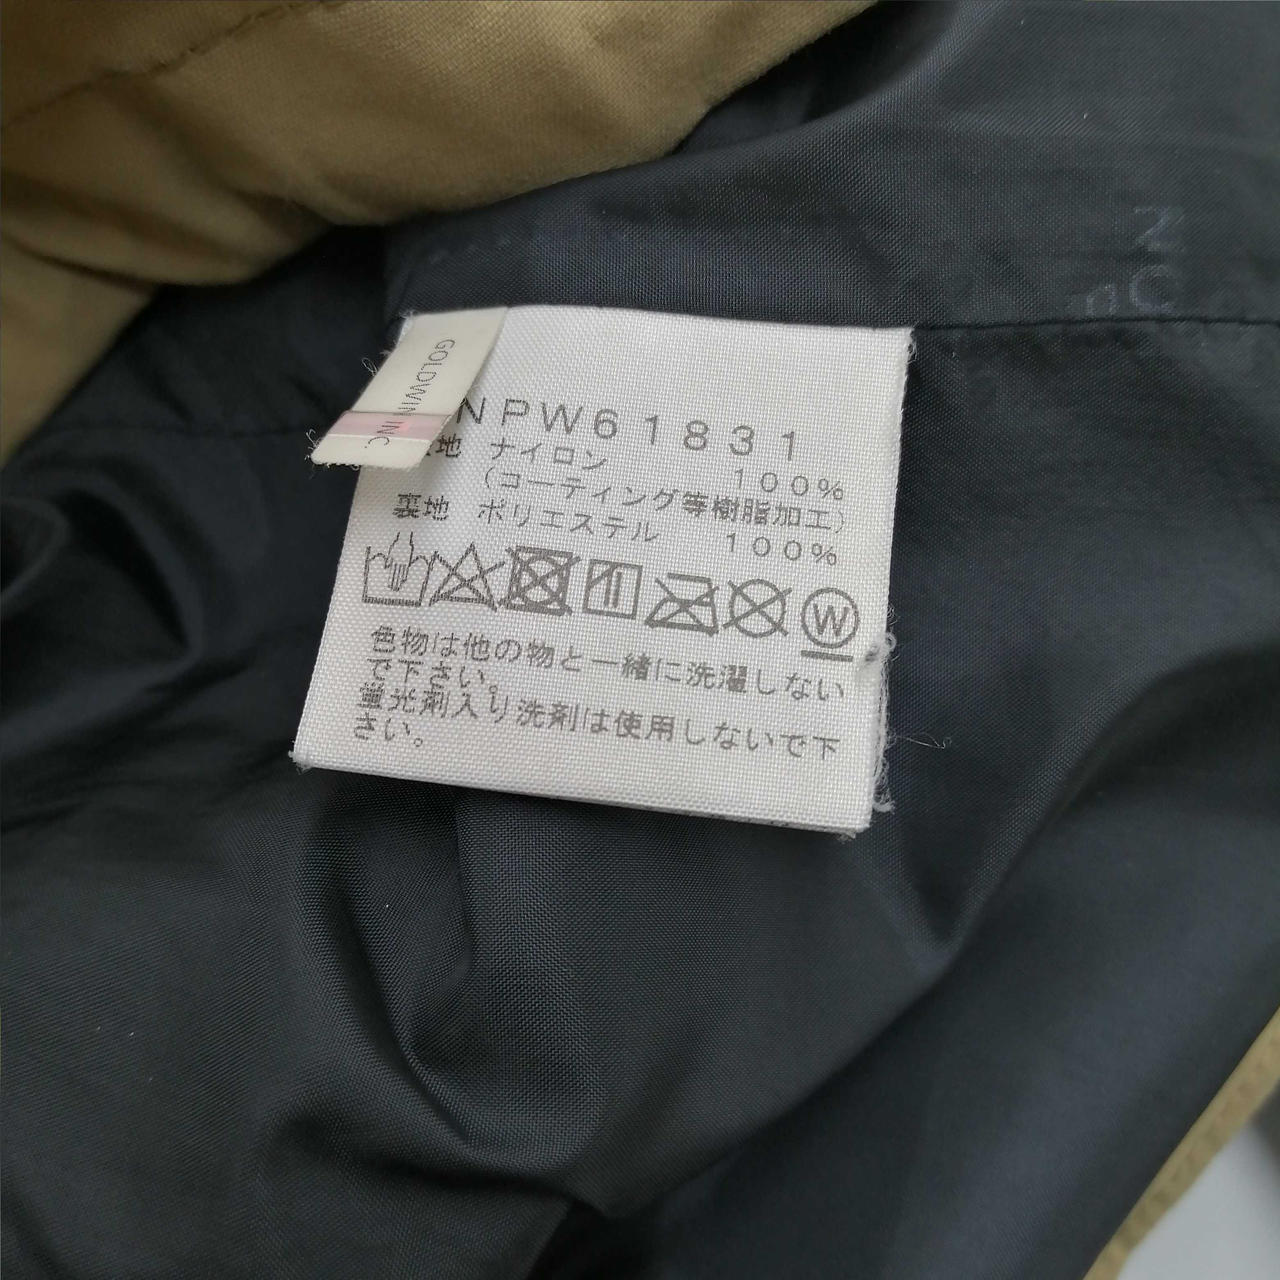 GOLDWIN INC.
NPW61831
地 ナイロン 100%
(コーティング等樹脂加工)
裏地 ポリエステル 100%
W
色物は他の物と一緒に洗濯しない
で下さい。
蛍光剤入り洗剤は使用しないで下
さい。